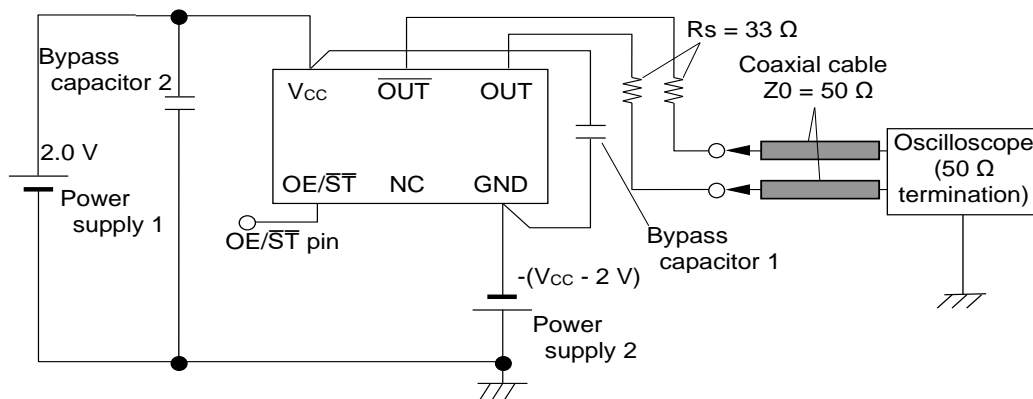 Rs = 33 Ω
Bypass
capacitor 2
Coaxial cable
Z0 = 50 Ω
VCC
OUT
OUT
2.0 V
Oscilloscope
(50 Ω
termination)
OE/ST
NC
GND
Power
supply 1
OE/ST pin
Bypass
capacitor 1
-(VCC - 2 V)
Power
supply 2